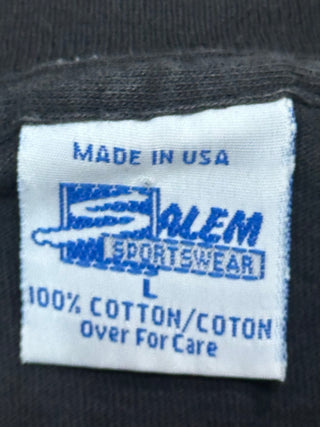 MADE IN USA
SALEM
SPORTSWEAR
L
100% COTTON/COTON
Over For Care